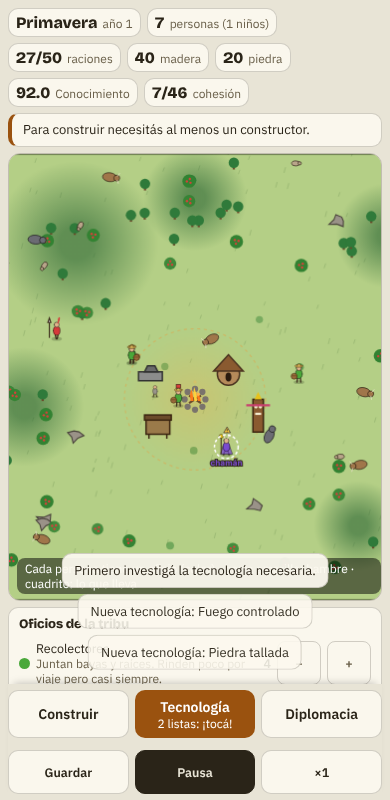 Primavera año 1
7 personas (1 niños)
27/50 raciones
40 madera
20 piedra
92.0 Conocimiento
7/46 cohesión
Para construir necesitás al menos un constructor.
chamán
Cada
Primero investigá la tecnología necesaria.
Nueva tecnología: Fuego controlado
Oficios de la tribu
Nueva tecnología: Piedra tallada
Juntan bayas y raíces. Rinden poco por
viaje pero casi siempre.
4
+
Construir
Tecnología
2 listas: ¡tocá!
Diplomacia
Guardar
Pausa
×1